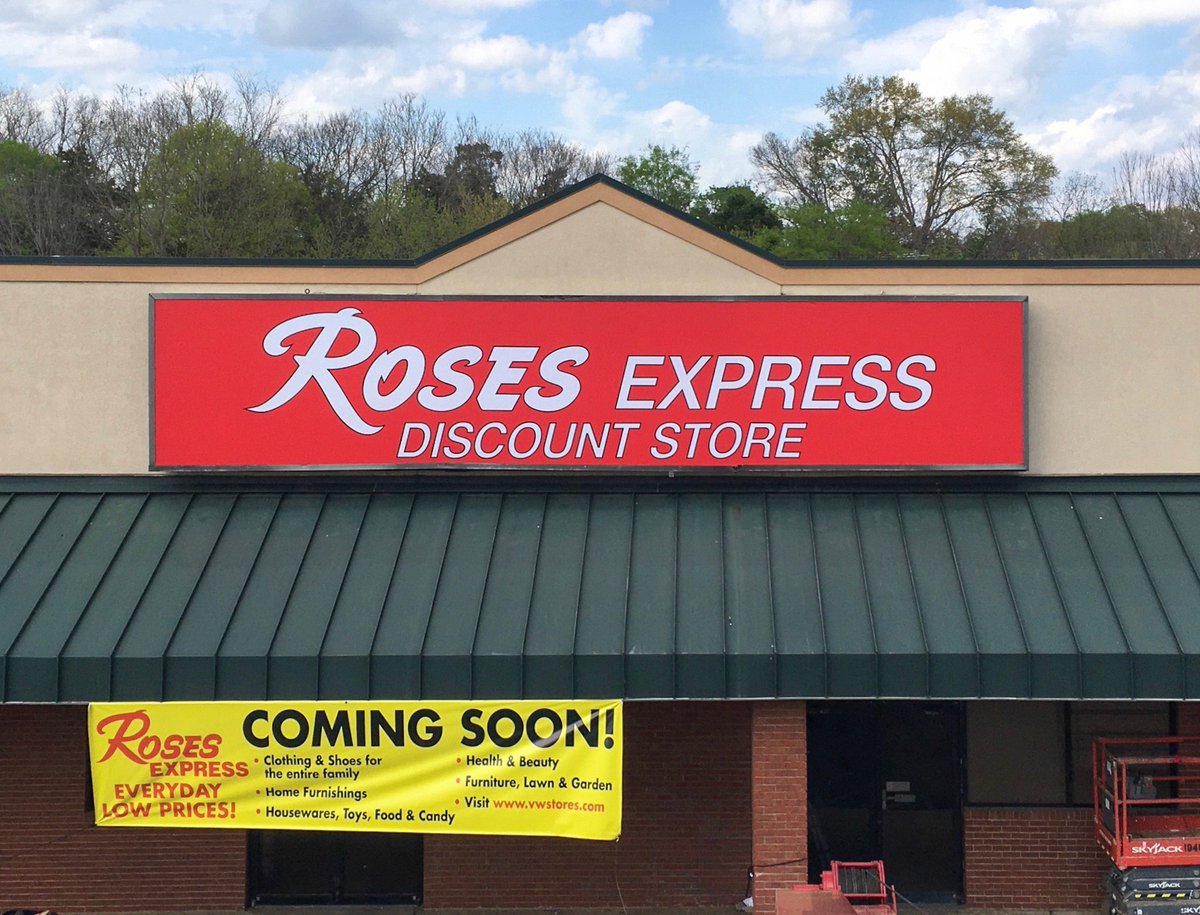 ROSES EXPRESS
DISCOUNT STORE
ROSES
EXPRESS
EVERYDAY
LOW PRICES!
COMING SOON!
• Clothing & Shoes for
the entire family
• Home Furnishings
• Housewares, Toys, Food & Candy
• Health & Beauty
• Furniture, Lawn & Garden
• Visit www.vwstores.com
SKYJACK
SKYJACK